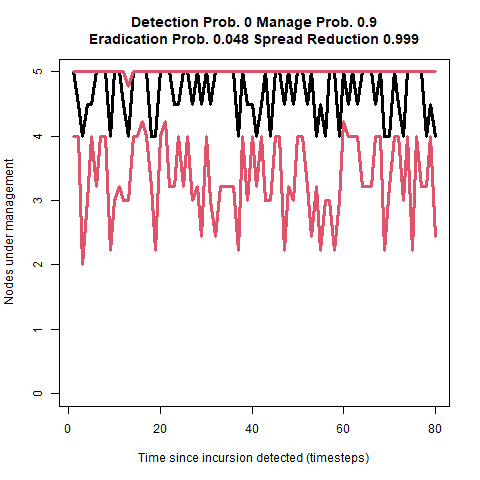 Detection Prob. 0 Manage Prob. 0.9
Eradication Prob. 0.048 Spread Reduction 0.999
Nodes under management
5
4
3
2
1
0
0 20 40 60 80
Time since incursion detected (timesteps)